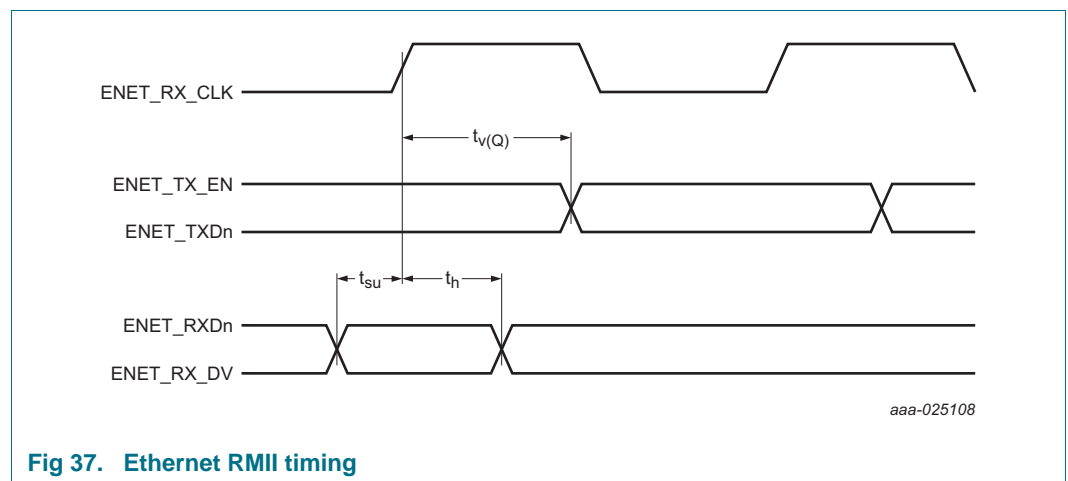 ENET_RX_CLK
tv(Q)
ENET_TX_EN
ENET_TXDn
tsu
th
ENET_RXDn
ENET_RX_DV
aaa-025108
Fig 37. Ethernet RMII timing